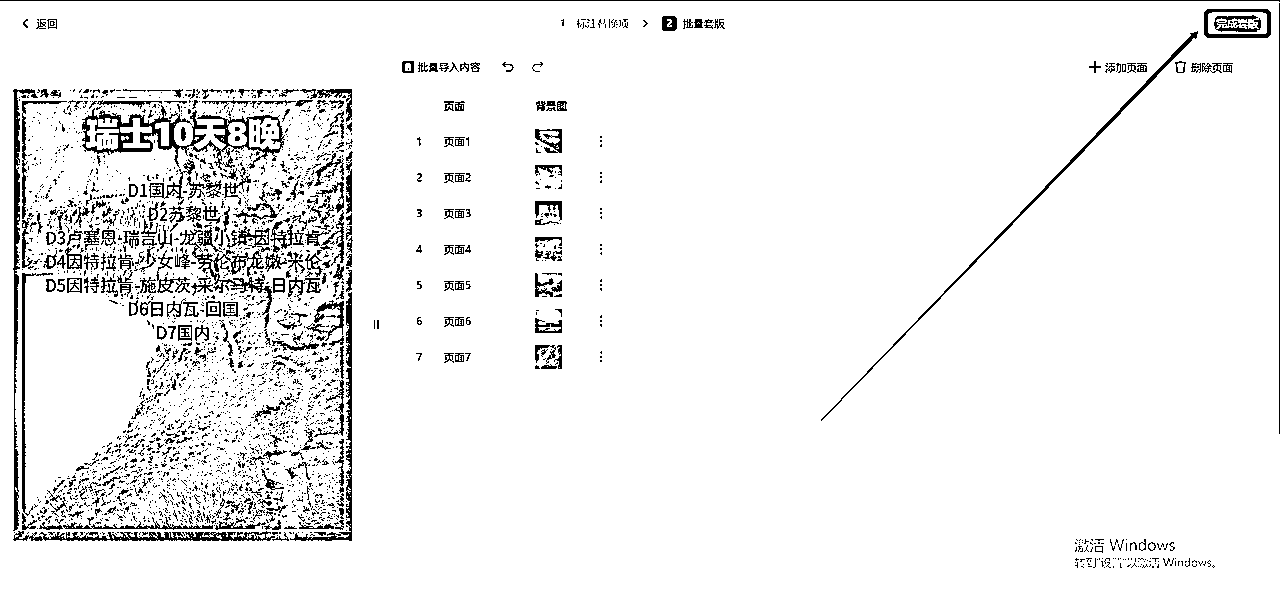 返回
1 标注替换项 > 2 批量套版
完成套版
批量导入内容
添加页面
删除页面
页面 背景图
1 页面1
2 页面2
3 页面3
4 页面4
5 页面5
6 页面6
7 页面7
瑞士10天8晚
D1国内-苏黎世
D2苏黎世
D3卢塞恩-瑞吉山-龙疆小镇-因特拉肯
D4因特拉肯-少女峰-劳伦布龙嫩-米伦
D5因特拉肯-施皮茨-采尔马特-日内瓦
D6日内瓦-回国
D7国内
激活 Windows
转到"设置"以激活 Windows。